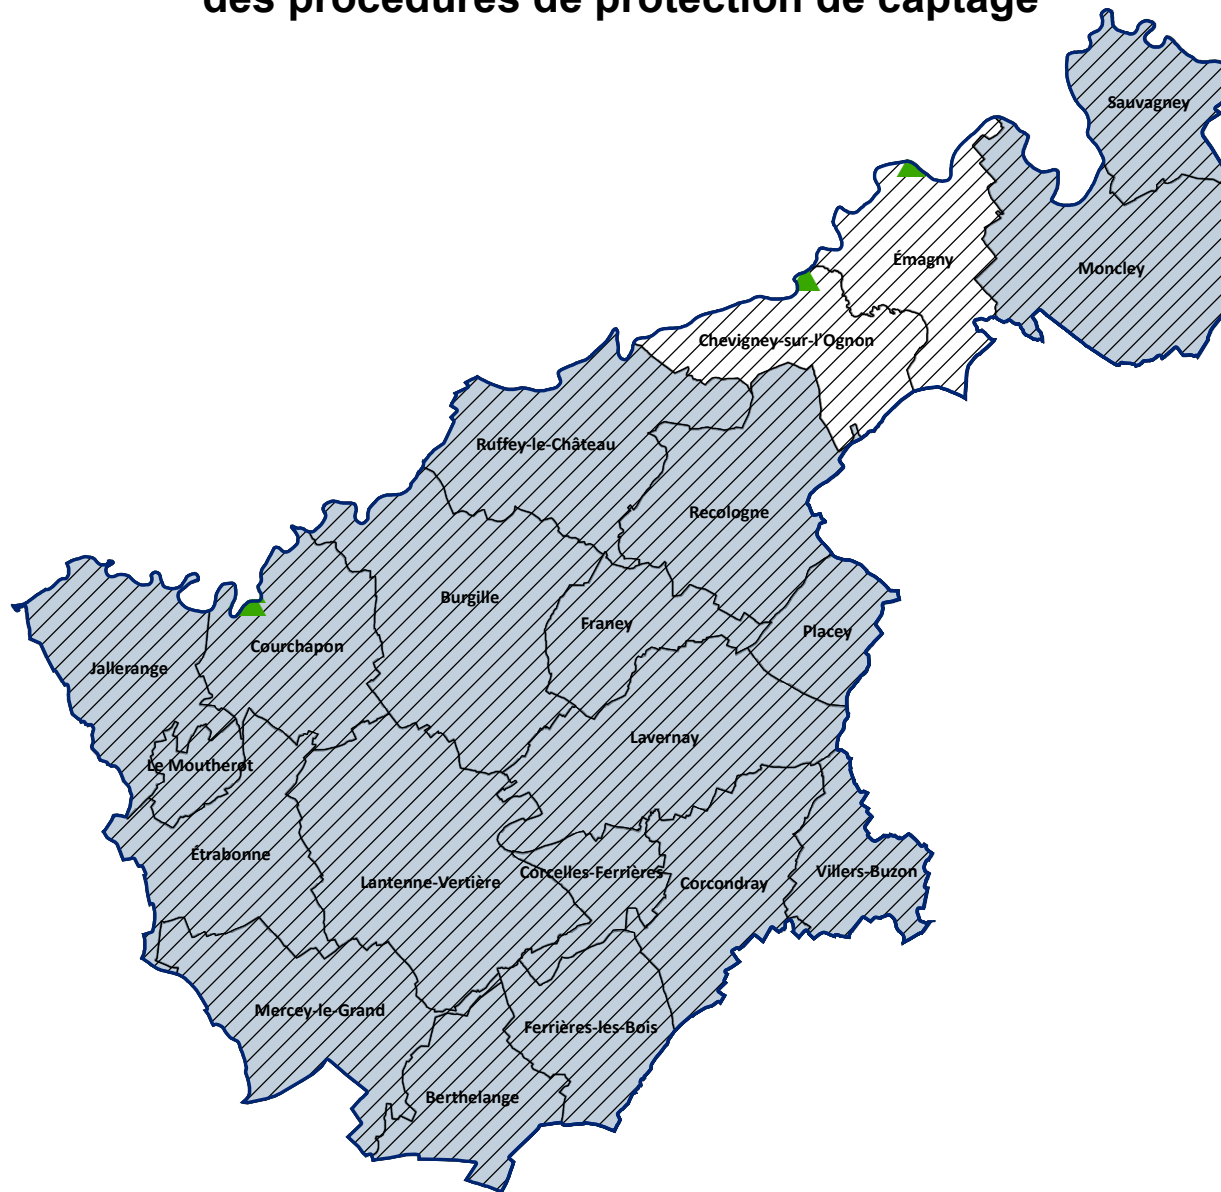 des procédures de protection de captage
Sauvagney
Émagny
Moncley
Chevigney-sur-l'Ognon
Ruffey-le-Château
Recologne
Burgille
Franey
Placey
Courchapon
Jallerange
Lavernay
Le Moutherot
Étrabonne
Lantenne-Vertière
Corcelles-Ferrières
Corcondray
Villers-Buzon
Mercey-le-Grand
Ferrières-les-Bois
Berthelange